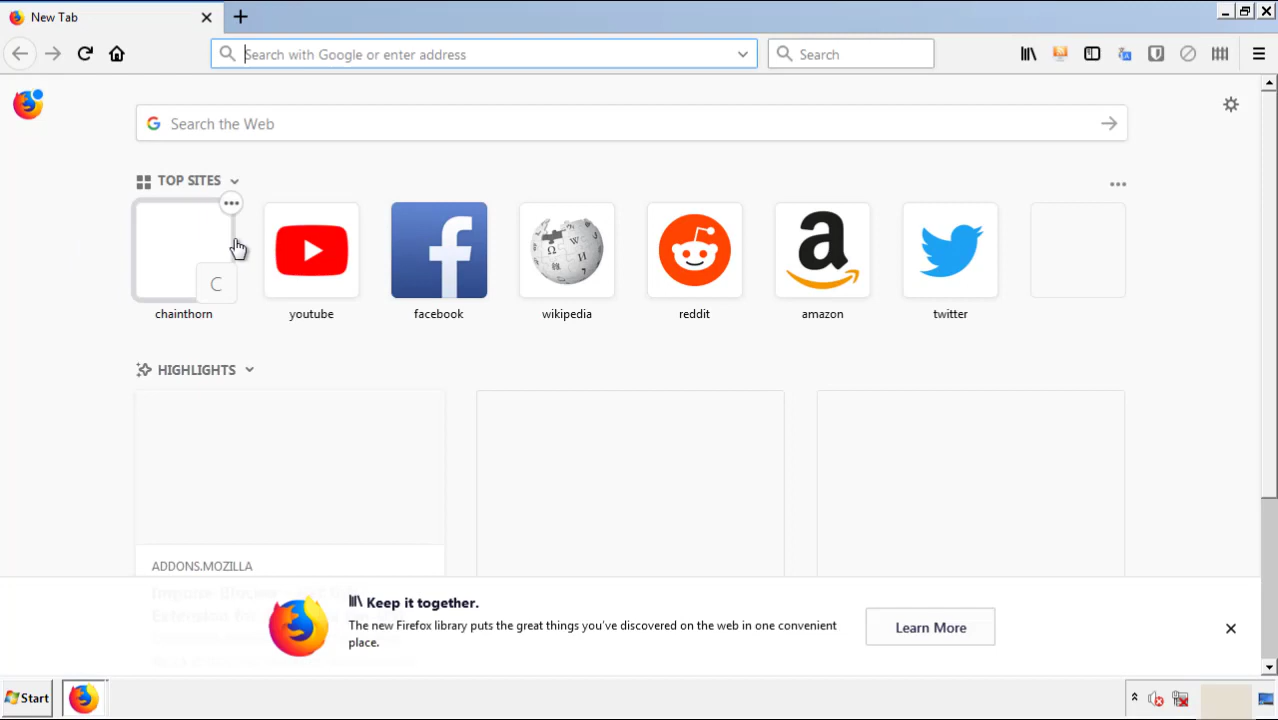 New Tab
Search with Google or enter address
Search
Search the Web
TOP SITES
C
chainthorn
youtube
facebook
wikipedia
reddit
amazon
twitter
HIGHLIGHTS
ADDONS.MOZILLA
Keep it together.
The new Firefox library puts the great things you've discovered on the web in one convenient
place.
Learn More
Start